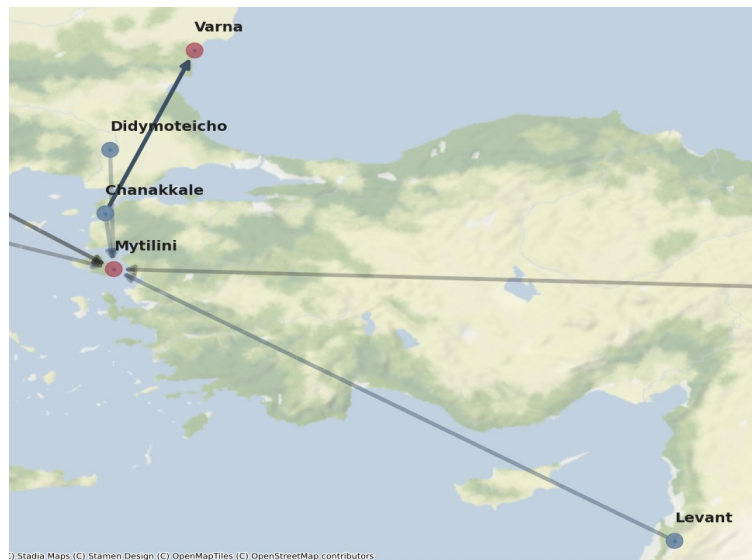 Varna
Didymoteicho
Chanakkale
Mytilini
Levant
) Stadia Maps (C) Stamen Design (C) OpenMapTiles (C) OpenStreetMap contributors